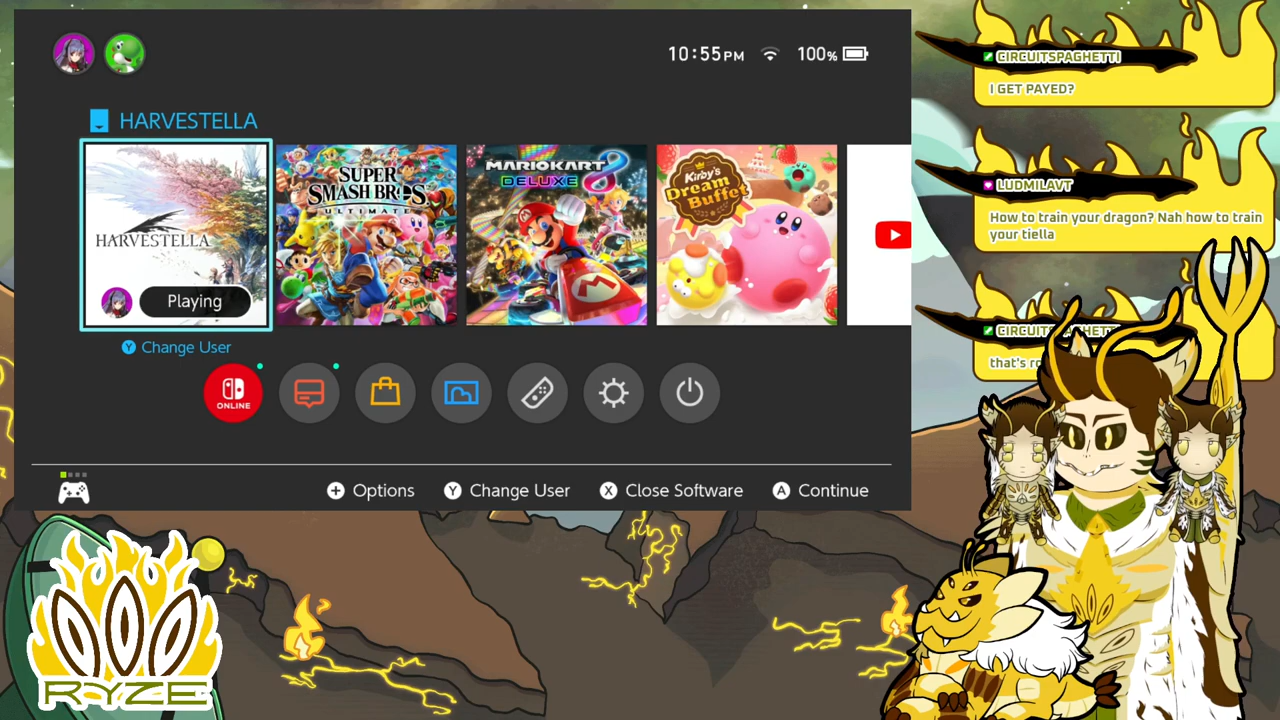 10:55PM
100%
HARVESTELLA
HARVESTELLA
Playing
SUPER
SMASH BROS.
ULTIMATE
MARIOKART 8
DELUXE
Kirby's
Dream
Buffet
Y Change User
ONLINE
+ Options
Y Change User
X Close Software
A Continue
CIRCUITSPAGHETTI
I GET PAYED?
LUDMILAVT
How to train your dragon? Nah how to train
your tiella
CIRCUITSPAGHETTI
that's
RYZE